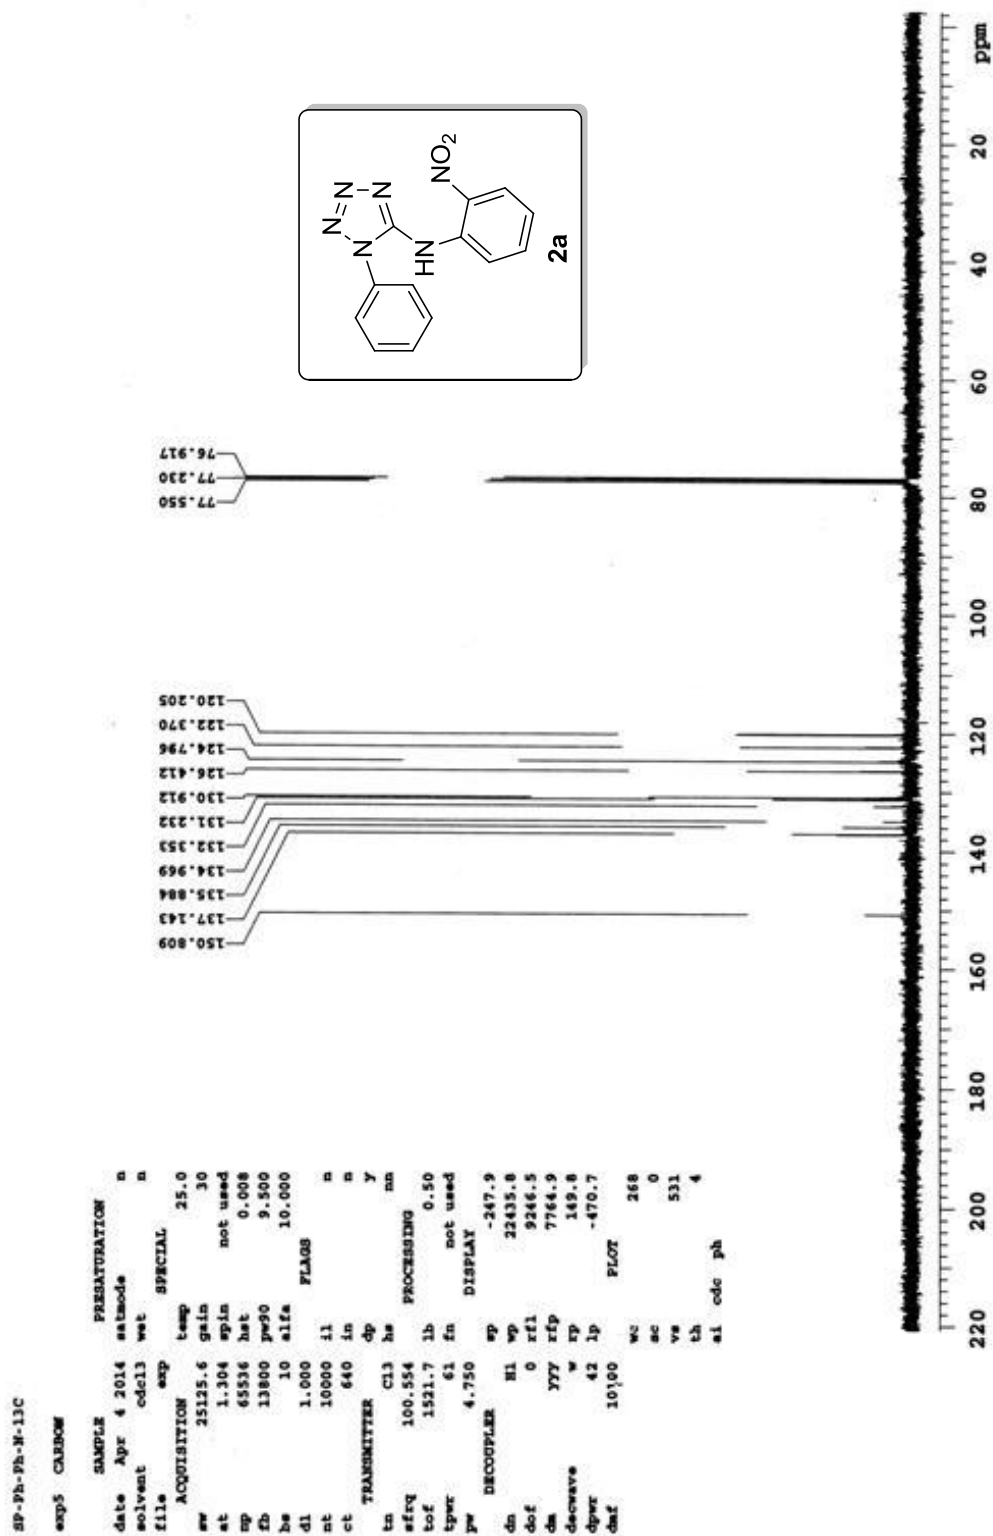 SP-Ph-Ph-N-13C
exp5 CARBON
SAMPLE PRESATURATION
date Apr 4 2014 satmode n
solvent cdcl3 wet n
file exp SPECIAL
ACQUISITION temp 25.0
sw 25125.6 gain 30
at 1.304 spin not used
np 65536 hst 0.008
fb 13800 pw90 9.500
bs 10 alfa 10.000
d1 1.000 FLAGS
nt 10000 il n
ct 640 in n
TRANSMITTER dp y
tn C13 hs nn
sfrq 100.554 PROCESSING
tof 1521.7 lb 0.50
tpwr 61 fn not used
pw 4.750 DISPLAY
DECOUPLER sp -247.9
dn H1 wp 22435.8
dof 0 rfl 9246.5
dm yyy rfp 7764.9
decwave w rp 149.8
dpwr 42 lp -470.7
dmf 10100 PLOT
wc 268
sc 0
vs 531
th 4
ai cdc ph
150.809
137.143
135.884
134.969
132.353
131.232
130.912
126.412
124.796
122.370
120.205
77.550
77.230
76.917
N=N
N N
HN
NO2
2a
220 200 180 160 140 120 100 80 60 40 20 ppm